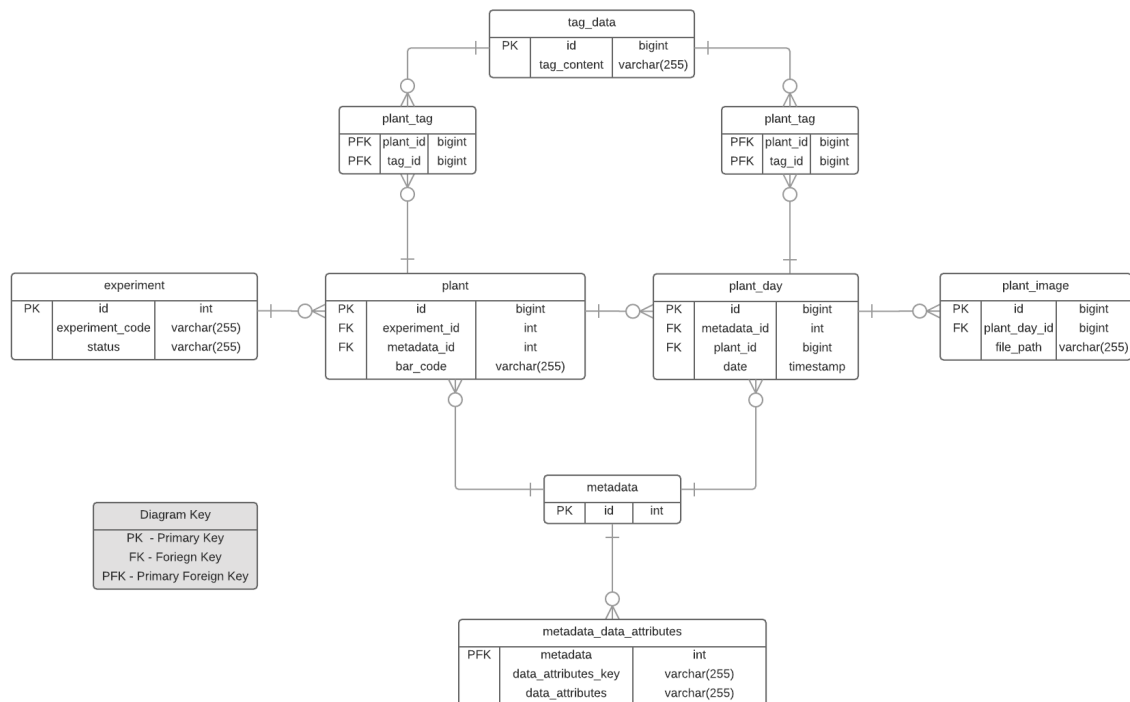 tag_data
PK id bigint
tag_content varchar(255)
plant_tag
PFK plant_id bigint
PFK tag_id bigint
plant_tag
PFK plant_id bigint
PFK tag_id bigint
experiment
PK id int
experiment_code varchar(255)
status varchar(255)
plant
PK id bigint
FK experiment_id int
FK metadata_id int
bar_code varchar(255)
plant_day
PK id bigint
FK metadata_id int
FK plant_id bigint
date timestamp
plant_image
PK id bigint
FK plant_day_id bigint
file_path varchar(255)
metadata
PK id int
Diagram Key
PK - Primary Key
FK - Foriegn Key
PFK - Primary Foreign Key
metadata_data_attributes
PFK metadata int
data_attributes_key varchar(255)
data_attributes varchar(255)